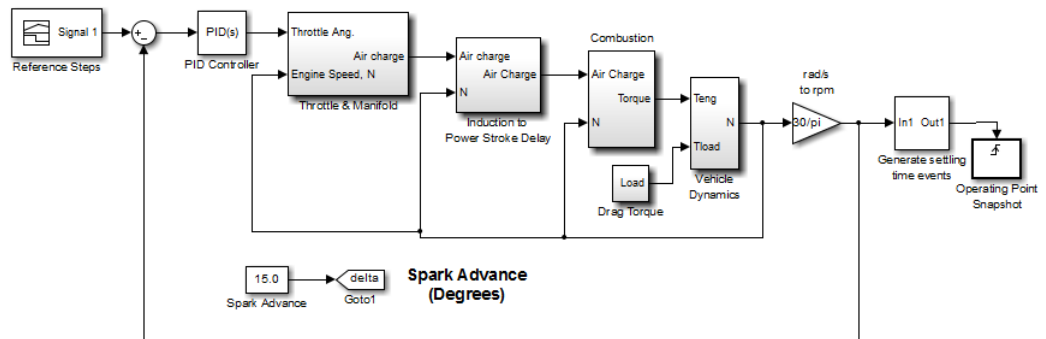 Signal 1
Reference Steps
+
−
PID(s)
PID Controller
Throttle Ang.
Air charge
Engine Speed, N
Throttle & Manifold
Air charge
Air Charge
N
Induction to
Power Stroke Delay
Combustion
Air Charge
Torque
N
Load
Drag Torque
Teng
N
Tload
Vehicle
Dynamics
rad/s
to rpm
30/pi
In1 Out1
Generate settling
time events
Operating Point
Snapshot
15.0
Spark Advance
delta
Goto1
Spark Advance
(Degrees)